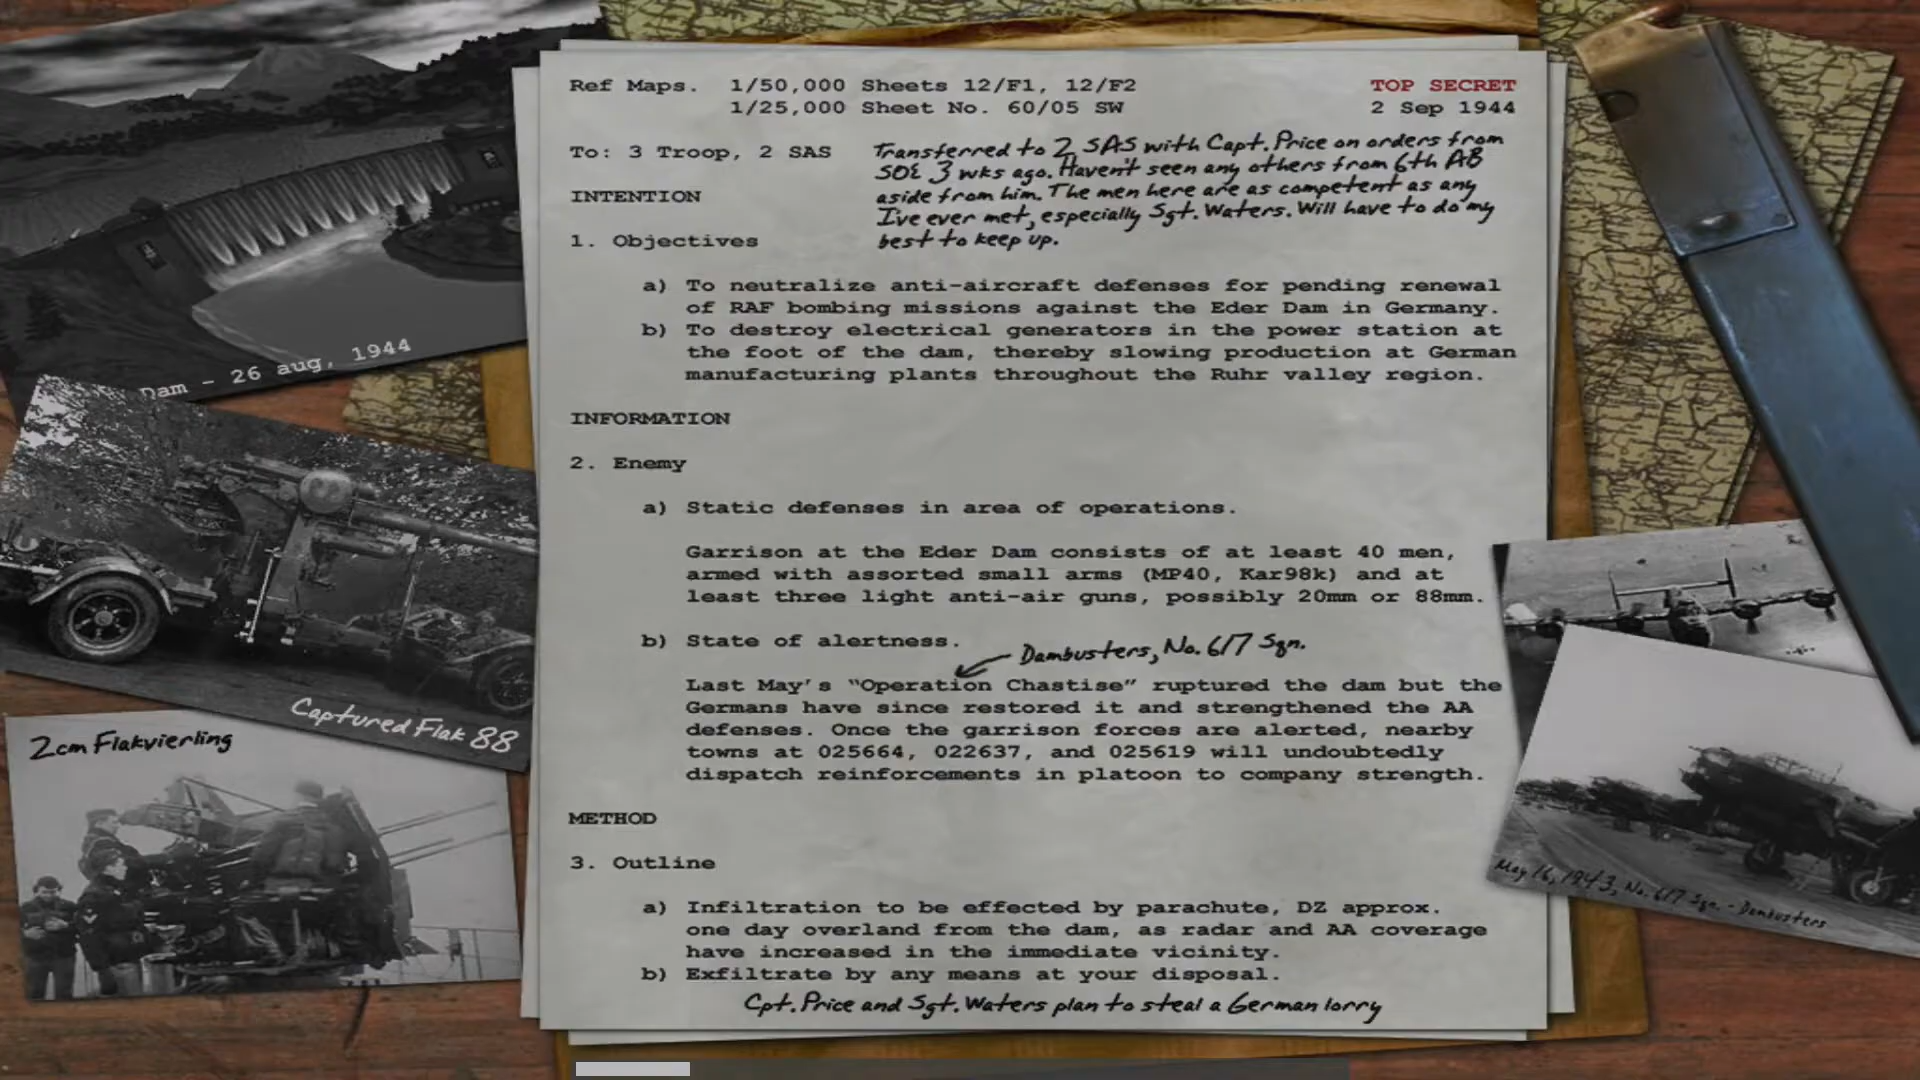 Ref Maps. 1/50,000 Sheets 12/F1, 12/F2
1/25,000 Sheet No. 60/05 SW
TOP SECRET
2 Sep 1944
To: 3 Troop, 2 SAS
Transferred to 2 SAS with Capt. Price on orders from
SOE 3 wks ago. Haven't seen any others from 6th AB
aside from him. The men here are as competent as any
I've ever met, especially Sgt. Waters. Will have to do my
best to keep up.
INTENTION
1. Objectives
a) To neutralize anti-aircraft defenses for pending renewal
of RAF bombing missions against the Eder Dam in Germany.
b) To destroy electrical generators in the power station at
the foot of the dam, thereby slowing production at German
manufacturing plants throughout the Ruhr valley region.
INFORMATION
2. Enemy
a) Static defenses in area of operations.
Garrison at the Eder Dam consists of at least 40 men,
armed with assorted small arms (MP40, Kar98k) and at
least three light anti-air guns, possibly 20mm or 88mm.
b) State of alertness.
Dambusters, No. 617 Sqn.
Last May's "Operation Chastise" ruptured the dam but the
Germans have since restored it and strengthened the AA
defenses. Once the garrison forces are alerted, nearby
towns at 025664, 022637, and 025619 will undoubtedly
dispatch reinforcements in platoon to company strength.
METHOD
3. Outline
a) Infiltration to be effected by parachute, DZ approx.
one day overland from the dam, as radar and AA coverage
have increased in the immediate vicinity.
b) Exfiltrate by any means at your disposal.
Cpt. Price and Sgt. Waters plan to steal a German lorry
Dam - 26 aug, 1944
Captured Flak 88
2cm Flakvierling
May 16, 1943, No. 617 Sqn. - Dambusters